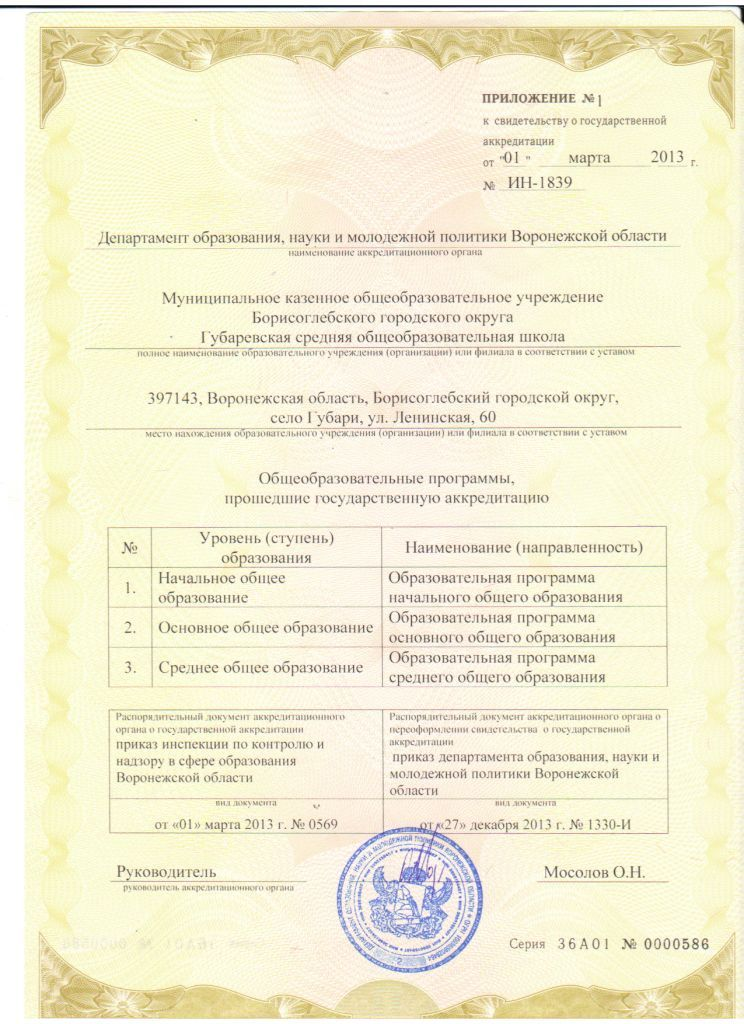 ПРИЛОЖЕНИЕ №1
к свидетельству о государственной
аккредитации
от "01" марта 2013 г.
№ ИН-1839
Департамент образования, науки и молодежной политики Воронежской области
наименование аккредитационного органа
Муниципальное казенное общеобразовательное учреждение
Борисоглебского городского округа
Губаревская средняя общеобразовательная школа
полное наименование образовательного учреждения (организации) или филиала в соответствии с уставом
397143, Воронежская область, Борисоглебский городской округ,
село Губари, ул. Ленинская, 60
место нахождения образовательного учреждения (организации) или филиала в соответствии с уставом
Общеобразовательные программы,
прошедшие государственную аккредитацию
№ Уровень (ступень) образования Наименование (направленность)
1. Начальное общее образование Образовательная программа начального общего образования
2. Основное общее образование Образовательная программа основного общего образования
3. Среднее общее образование Образовательная программа среднего общего образования
Распорядительный документ аккредитационного
органа о государственной аккредитации
приказ инспекции по контролю и
надзору в сфере образования
Воронежской области
вид документа
от «01» марта 2013 г. № 0569
Распорядительный документ аккредитационного органа о
переоформлении свидетельства о государственной
аккредитации
приказ департамента образования, науки и
молодежной политики Воронежской
области
вид документа
от «27» декабря 2013 г. № 1330-И
Руководитель
руководитель аккредитационного органа
Мосолов О.Н.
Серия 36А01 № 0000586